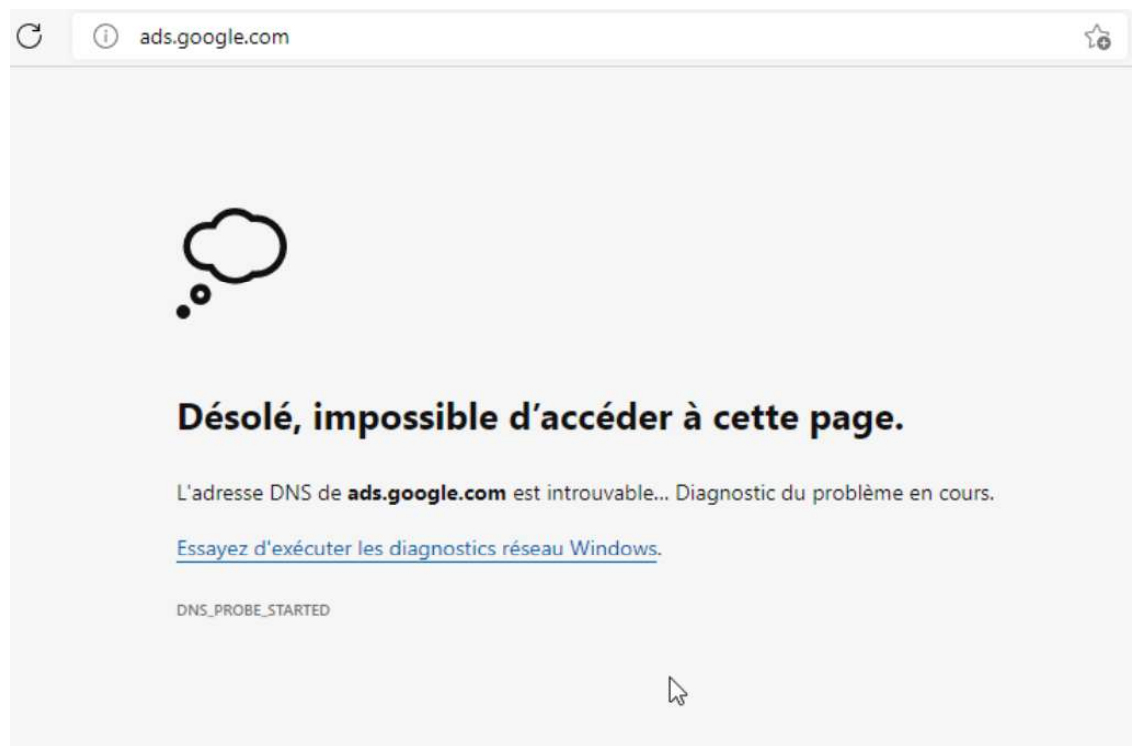 ads.google.com
Désolé, impossible d’accéder à cette page.
L'adresse DNS de ads.google.com est introuvable... Diagnostic du problème en cours.
Essayez d'exécuter les diagnostics réseau Windows.
DNS_PROBE_STARTED